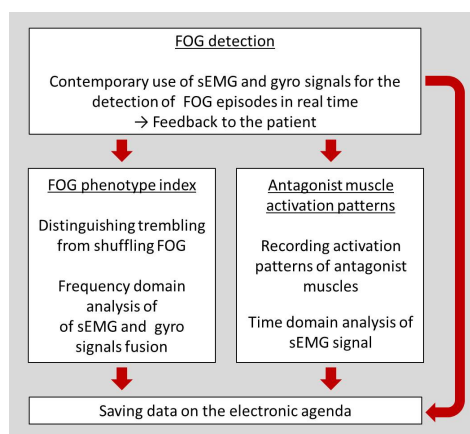 FOG detection
Contemporary use of sEMG and gyro signals for the
detection of  FOG episodes in real time
→ Feedback to the patient
FOG phenotype index
Distinguishing trembling
from shuffling FOG
Frequency domain
analysis of
of sEMG and  gyro
signals fusion
Antagonist muscle
activation patterns
Recording activation
patterns of antagonist
muscles
Time domain analysis of
sEMG signal
Saving data on the electronic agenda